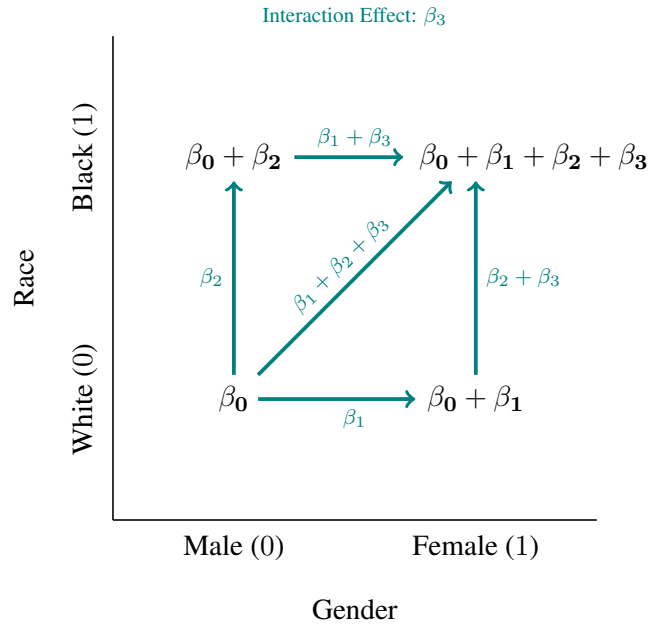 Interaction Effect: β₃
Black (1)
β₀ + β₂
β₁ + β₃
β₀ + β₁ + β₂ + β₃
Race
β₂
β₁ + β₂ + β₃
β₂ + β₃
White (0)
β₀
β₁
β₀ + β₁
Male (0)
Female (1)
Gender